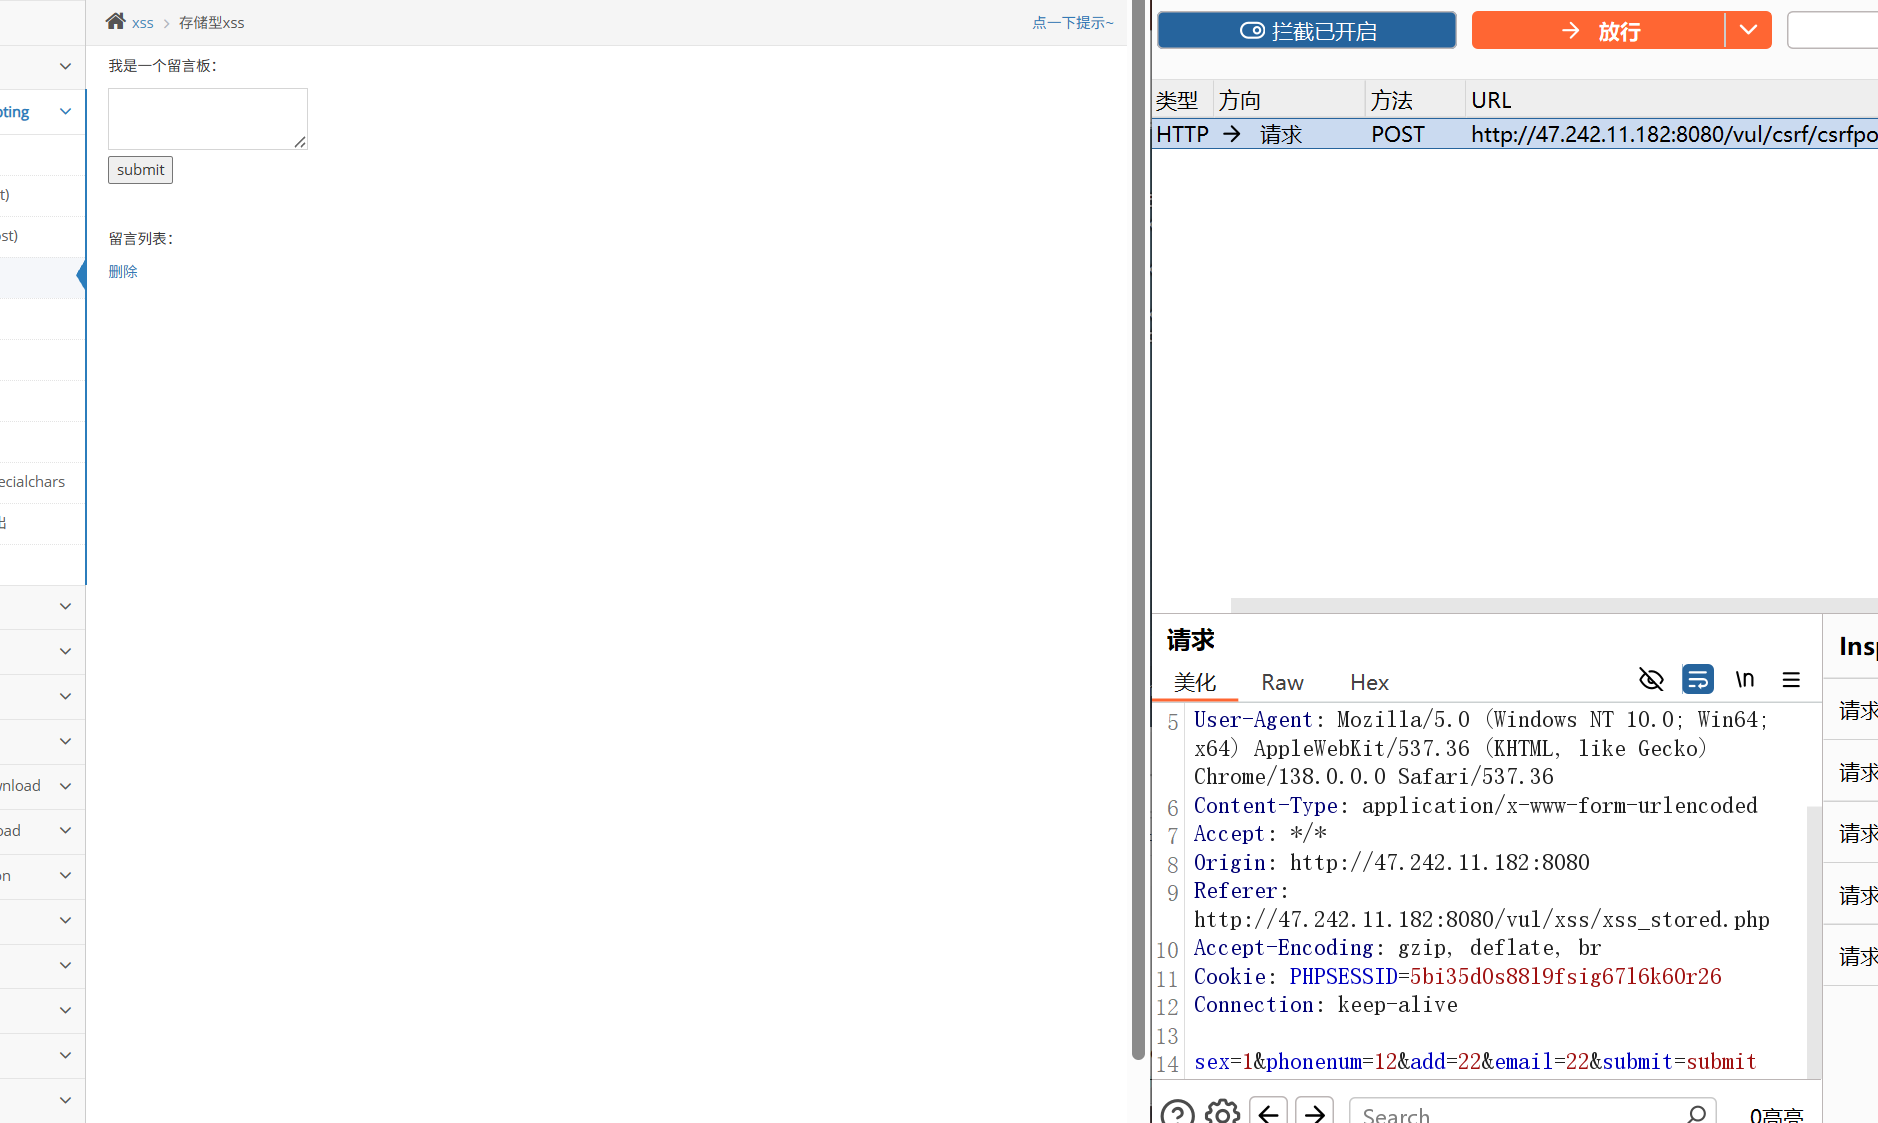 xss > 存储型xss
点一下提示~
我是一个留言板：
submit
留言列表：
删除
pting
t)
st)
ecialchars
出
nload
oad
on
拦截已开启
放行
类型 方向 方法 URL
HTTP → 请求 POST http://47.242.11.182:8080/vul/csrf/csrfpo
请求
美化 Raw Hex
\n
5 User-Agent: Mozilla/5.0 (Windows NT 10.0; Win64;
x64) AppleWebKit/537.36 (KHTML, like Gecko)
Chrome/138.0.0.0 Safari/537.36
6 Content-Type: application/x-www-form-urlencoded
7 Accept: */*
8 Origin: http://47.242.11.182:8080
9 Referer:
http://47.242.11.182:8080/vul/xss/xss_stored.php
10 Accept-Encoding: gzip, deflate, br
11 Cookie: PHPSESSID=5bi35d0s88l9fsig67l6k60r26
12 Connection: keep-alive
13
14 sex=1&phonenum=12&add=22&email=22&submit=submit
Search
0高亮
Insp
请求
请求
请求
请求
请求